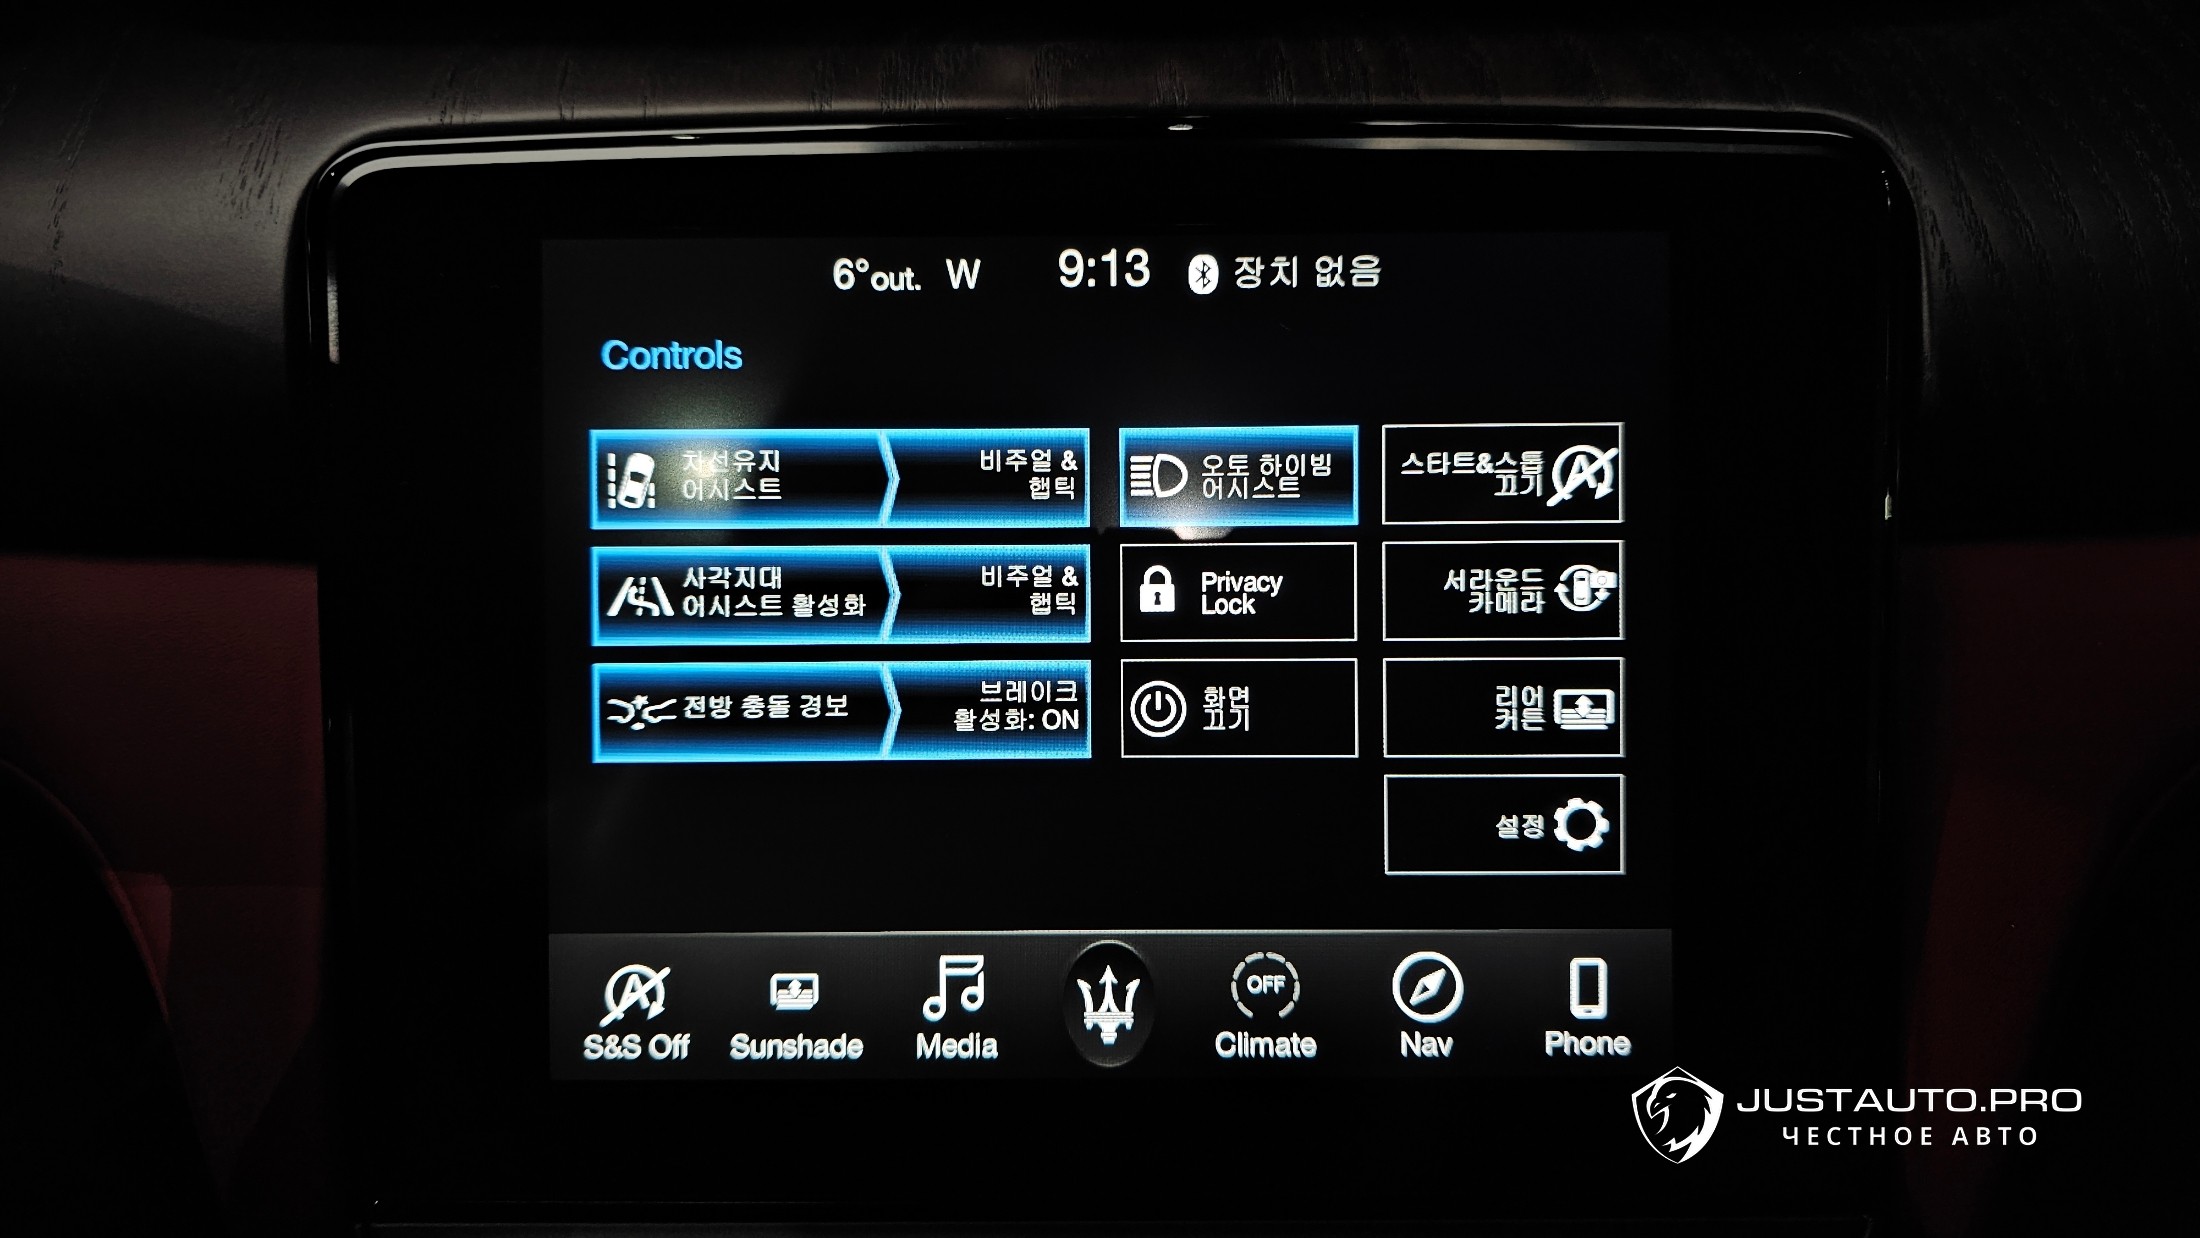 6°out. W 9:13 장치 없음
Controls
차선유지
어시스트
비주얼 &
햅틱
오토 하이빔
어시스트
스타트&스톱
끄기
사각지대
어시스트 활성화
비주얼 &
햅틱
Privacy
Lock
서라운드
카메라
전방 충돌 경보
브레이크
활성화: ON
화면
끄기
리어
커튼
설정
S&S Off
Sunshade
Media
OFF
Climate
Nav
Phone
JUSTAUTO.PRO
ЧЕСТНОЕ АВТО